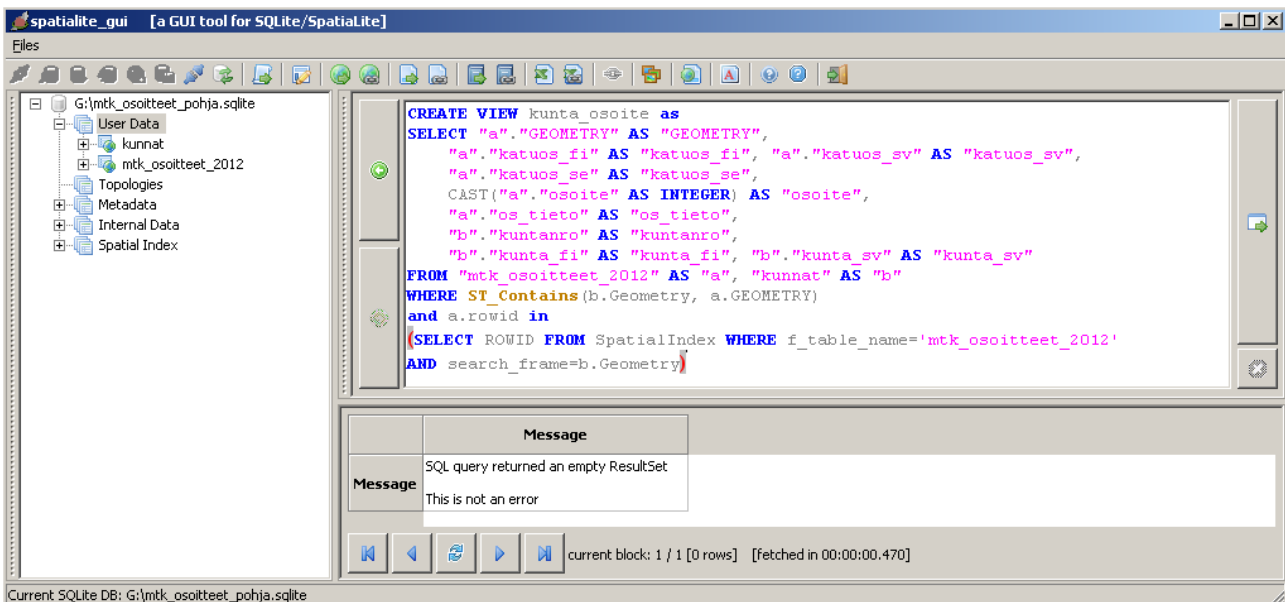 spatialite_gui [a GUI tool for SQLite/SpatiaLite]
Files
G:\mtk_osoitteet_pohja.sqlite
User Data
kunnat
mtk_osoitteet_2012
Topologies
Metadata
Internal Data
Spatial Index
CREATE VIEW kunta_osoite as
SELECT "a"."GEOMETRY" AS "GEOMETRY",
"a"."katuos_fi" AS "katuos_fi", "a"."katuos_sv" AS "katuos_sv",
"a"."katuos_se" AS "katuos_se",
CAST("a"."osoite" AS INTEGER) AS "osoite",
"a"."os_tieto" AS "os_tieto",
"b"."kuntanro" AS "kuntanro",
"b"."kunta_fi" AS "kunta_fi", "b"."kunta_sv" AS "kunta_sv"
FROM "mtk_osoitteet_2012" AS "a", "kunnat" AS "b"
WHERE ST_Contains(b.Geometry, a.GEOMETRY)
and a.rowid in
(SELECT ROWID FROM SpatialIndex WHERE f_table_name='mtk_osoitteet_2012'
AND search_frame=b.Geometry)
Message
Message
SQL query returned an empty ResultSet
This is not an error
current block: 1 / 1 [0 rows] [fetched in 00:00:00.470]
Current SQLite DB: G:\mtk_osoitteet_pohja.sqlite